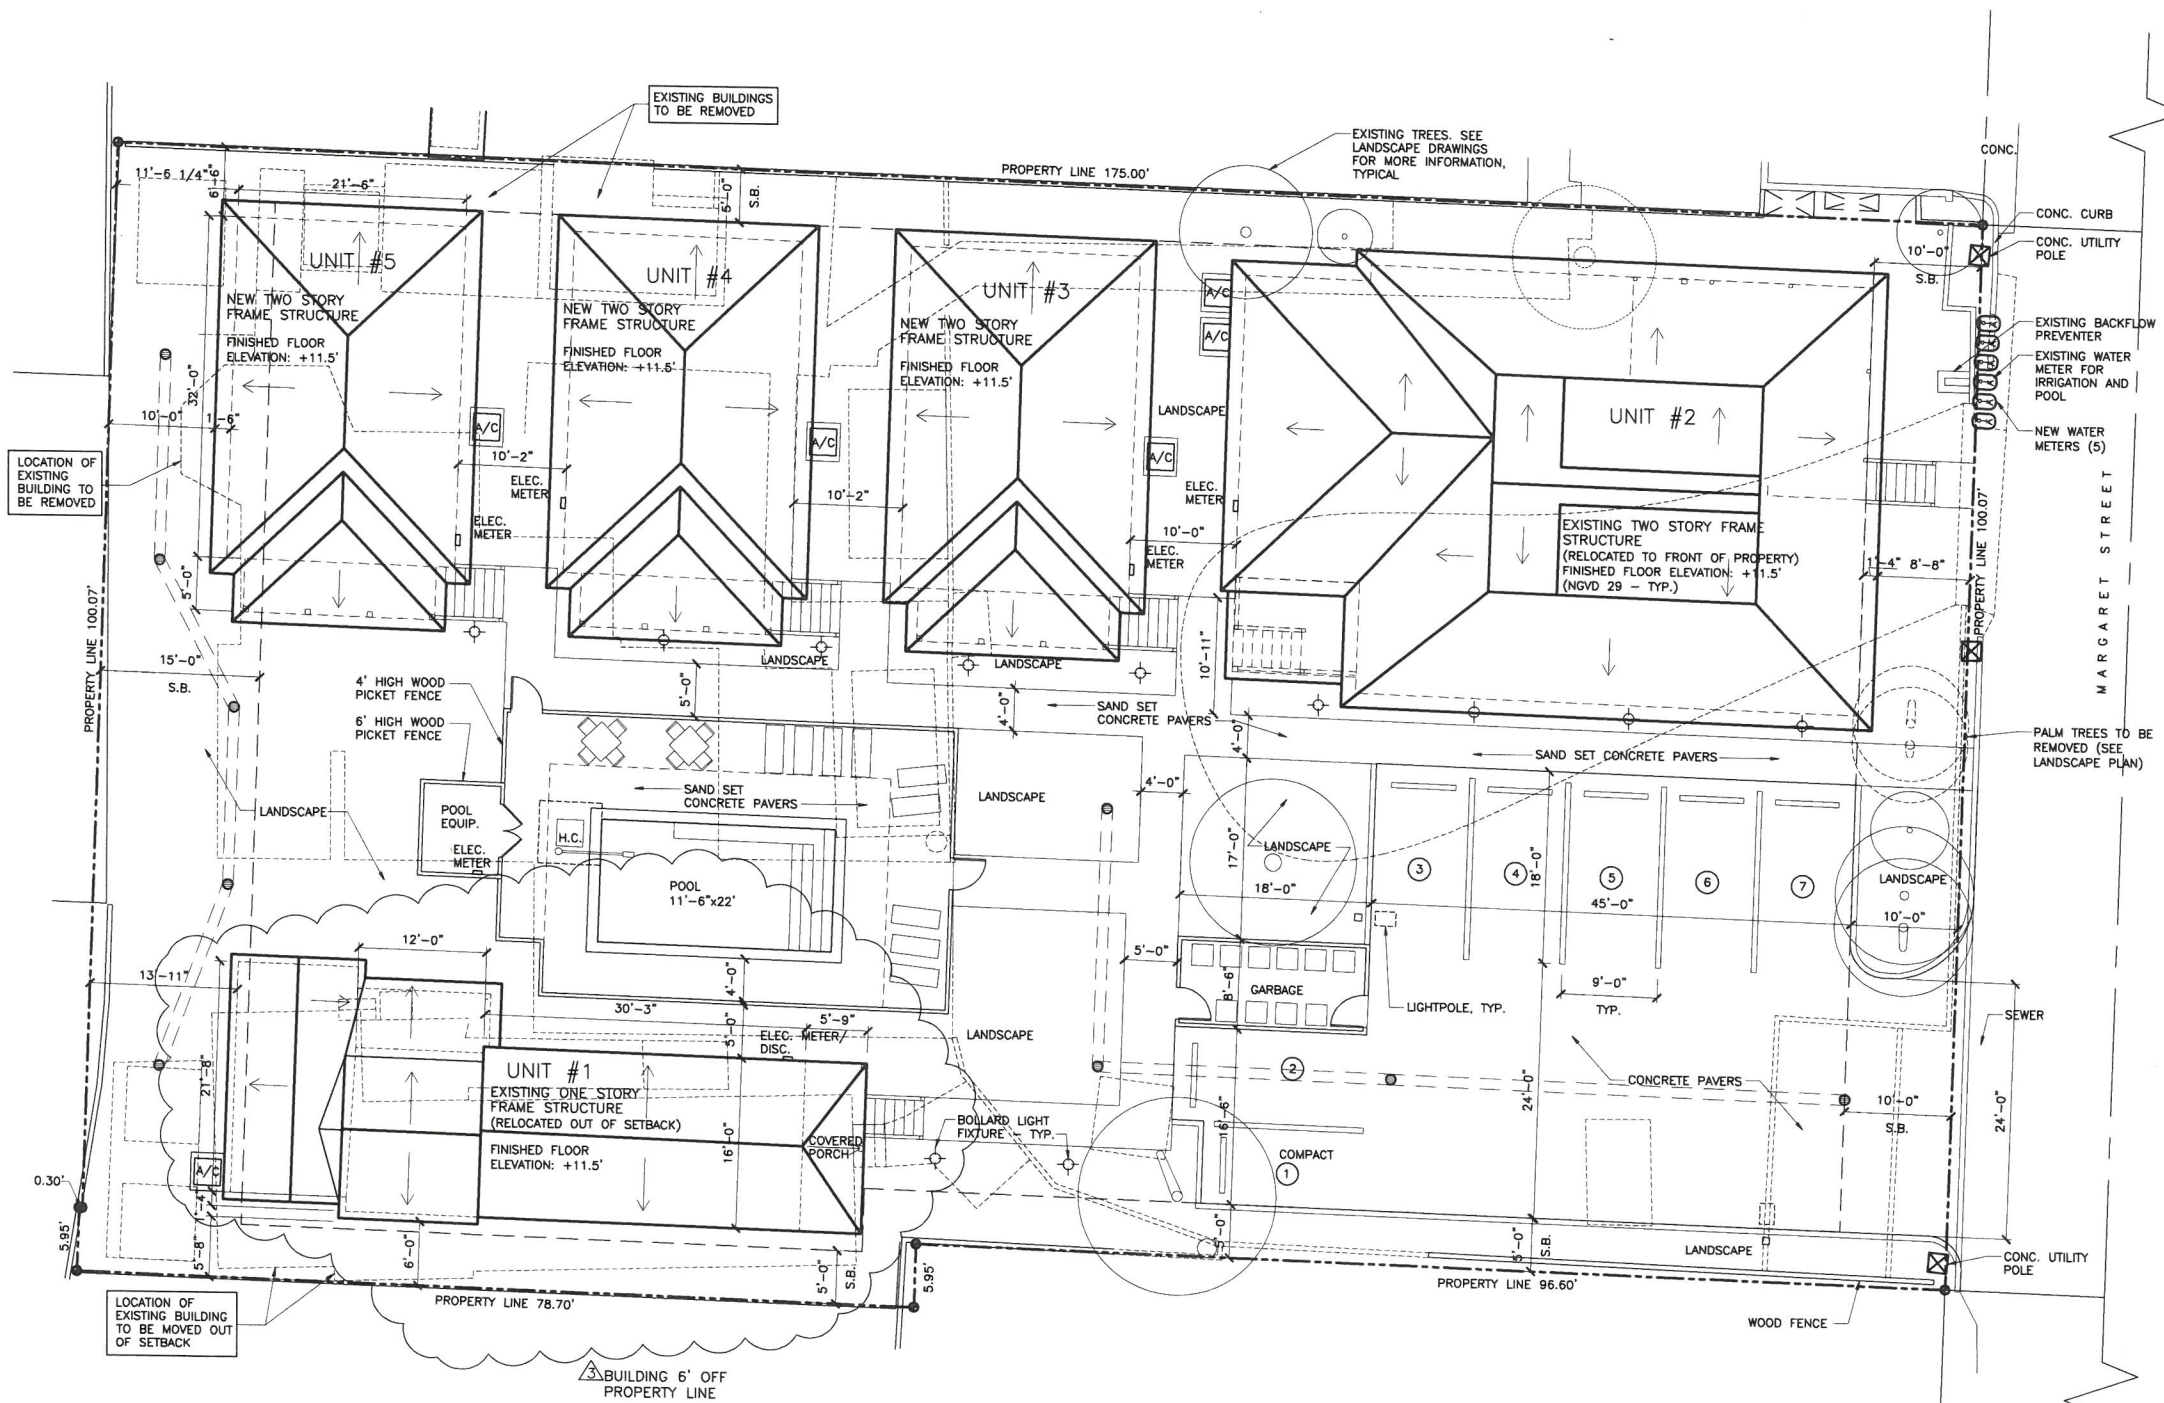 EXISTING BUILDINGS
TO BE REMOVED
EXISTING TREES. SEE
LANDSCAPE DRAWINGS
FOR MORE INFORMATION,
TYPICAL
CONC.
PROPERTY LINE 175.00'
11'-6 1/4"
6'-6"
21'-6"
5'-0"
S.B.
CONC. CURB
CONC. UTILITY
POLE
10'-0"
S.B.
UNIT #5
NEW TWO STORY
FRAME STRUCTURE
FINISHED FLOOR
ELEVATION: +11.5'
UNIT #4
NEW TWO STORY
FRAME STRUCTURE
FINISHED FLOOR
ELEVATION: +11.5'
UNIT #3
NEW TWO STORY
FRAME STRUCTURE
FINISHED FLOOR
ELEVATION: +11.5'
A/C
A/C
UNIT #2
EXISTING TWO STORY FRAME
STRUCTURE
(RELOCATED TO FRONT OF PROPERTY)
FINISHED FLOOR ELEVATION: +11.5'
(NGVD 29 - TYP.)
EXISTING BACKFLOW
PREVENTER
EXISTING WATER
METER FOR
IRRIGATION AND
POOL
NEW WATER
METERS (5)
MARGARET STREET
PROPERTY LINE 100.07'
1'-4"
8'-8"
LOCATION OF
EXISTING
BUILDING TO
BE REMOVED
32'-0"
10'-0"
1'-6"
5'-0"
A/C
10'-2"
ELEC.
METER
ELEC.
METER
A/C
10'-2"
A/C
LANDSCAPE
ELEC.
METER
10'-0"
ELEC.
METER
PROPERTY LINE 100.07'
15'-0"
S.B.
4' HIGH WOOD
PICKET FENCE
6' HIGH WOOD
PICKET FENCE
LANDSCAPE
5'-0"
LANDSCAPE
4'-0"
SAND SET
CONCRETE PAVERS
10'-11"
4'-0"
SAND SET CONCRETE PAVERS
PALM TREES TO BE
REMOVED (SEE
LANDSCAPE PLAN)
LANDSCAPE
POOL
EQUIP.
ELEC.
METER
SAND SET
CONCRETE PAVERS
H.C.
POOL
11'-6"x22'
LANDSCAPE
4'-0"
17'-0"
LANDSCAPE
18'-0"
3
4
18'-0"
5
6
7
45'-0"
LANDSCAPE
10'-0"
12'-0"
13'-11"
4'-0"
5'-0"
8'-6"
GARBAGE
LIGHTPOLE, TYP.
9'-0"
TYP.
SEWER
30'-3"
5'-9"
5'-0"
ELEC. METER/
DISC.
LANDSCAPE
21'-8"
UNIT #1
EXISTING ONE STORY
FRAME STRUCTURE
(RELOCATED OUT OF SETBACK)
FINISHED FLOOR
ELEVATION: +11.5'
16'-0"
COVERED
PORCH
BOLLARD LIGHT
FIXTURE - TYP.
2
16'-6"
COMPACT
1
24'-0"
CONCRETE PAVERS
10'-0"
S.B.
24'-0"
A/C
0.30'
5.95'
5'-8"
6'-0"
5'-0"
S.B.
5.95'
5'-0"
S.B.
LANDSCAPE
CONC. UTILITY
POLE
PROPERTY LINE 78.70'
PROPERTY LINE 96.60'
WOOD FENCE
LOCATION OF
EXISTING BUILDING
TO BE MOVED OUT
OF SETBACK
3 BUILDING 6' OFF
PROPERTY LINE